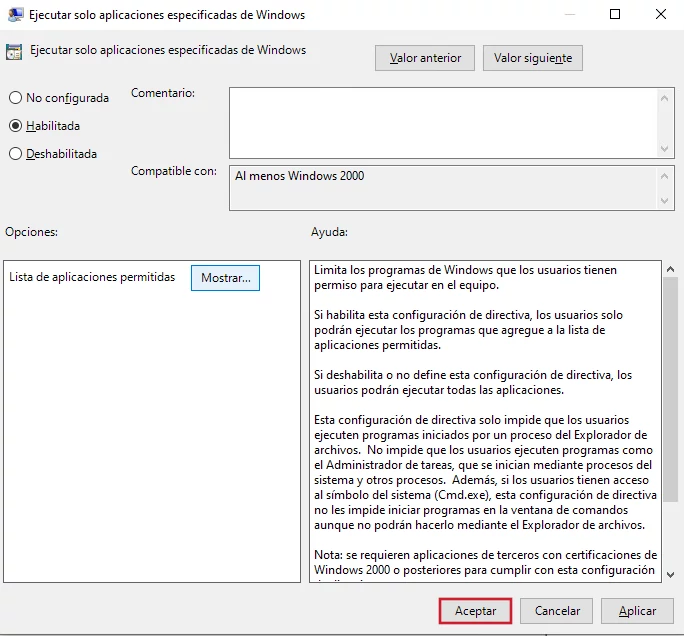 Ejecutar solo aplicaciones especificadas de Windows
Ejecutar solo aplicaciones especificadas de Windows
Valor anterior
Valor siguiente
No configurada
Comentario:
Habilitada
Deshabilitada
Compatible con:
Al menos Windows 2000
Opciones:
Ayuda:
Lista de aplicaciones permitidas
Mostrar...
Limita los programas de Windows que los usuarios tienen
permiso para ejecutar en el equipo.
Si habilita esta configuración de directiva, los usuarios solo
podrán ejecutar los programas que agregue a la lista de
aplicaciones permitidas.
Si deshabilita o no define esta configuración de directiva, los
usuarios podrán ejecutar todas las aplicaciones.
Esta configuración de directiva solo impide que los usuarios
ejecuten programas iniciados por un proceso del Explorador de
archivos.  No impide que los usuarios ejecuten programas como
el Administrador de tareas, que se inician mediante procesos del
sistema y otros procesos.  Además, si los usuarios tienen acceso
al símbolo del sistema (Cmd.exe), esta configuración de directiva
no les impide iniciar programas en la ventana de comandos
aunque no podrán hacerlo mediante el Explorador de archivos.
Nota: se requieren aplicaciones de terceros con certificaciones de
Windows 2000 o posteriores para cumplir con esta configuración
Aceptar
Cancelar
Aplicar